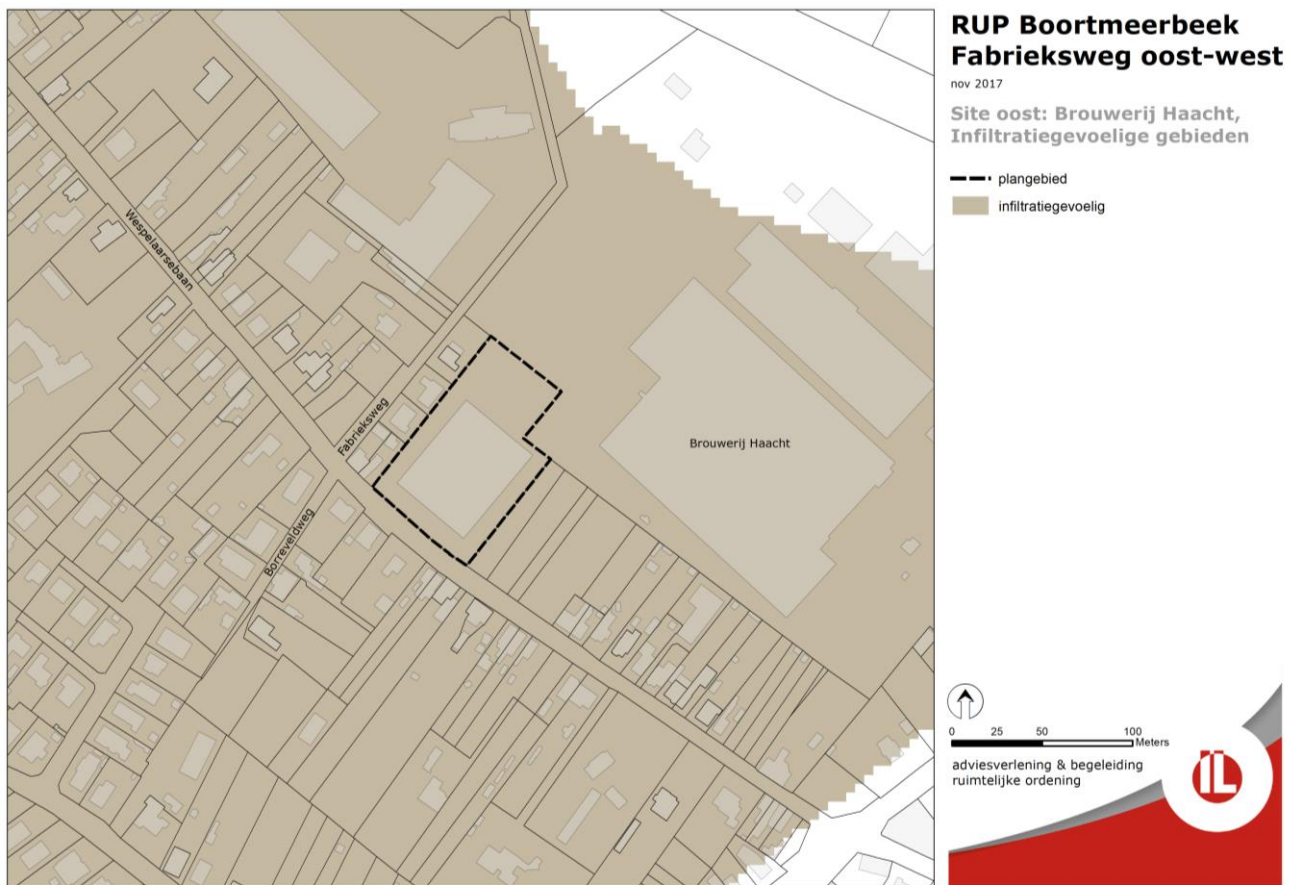 RUP Boortmeerbeek
Fabrieksweg oost-west
nov 2017
Site oost: Brouwerij Haacht,
Infiltratiegevoelige gebieden
plangebied
infiltratiegevoelig
Wespelaarsebaan
Fabrieksweg
Borreveldweg
Brouwerij Haacht
0 25 50 100
Meters
adviesverlening & begeleiding
ruimtelijke ordening
IL